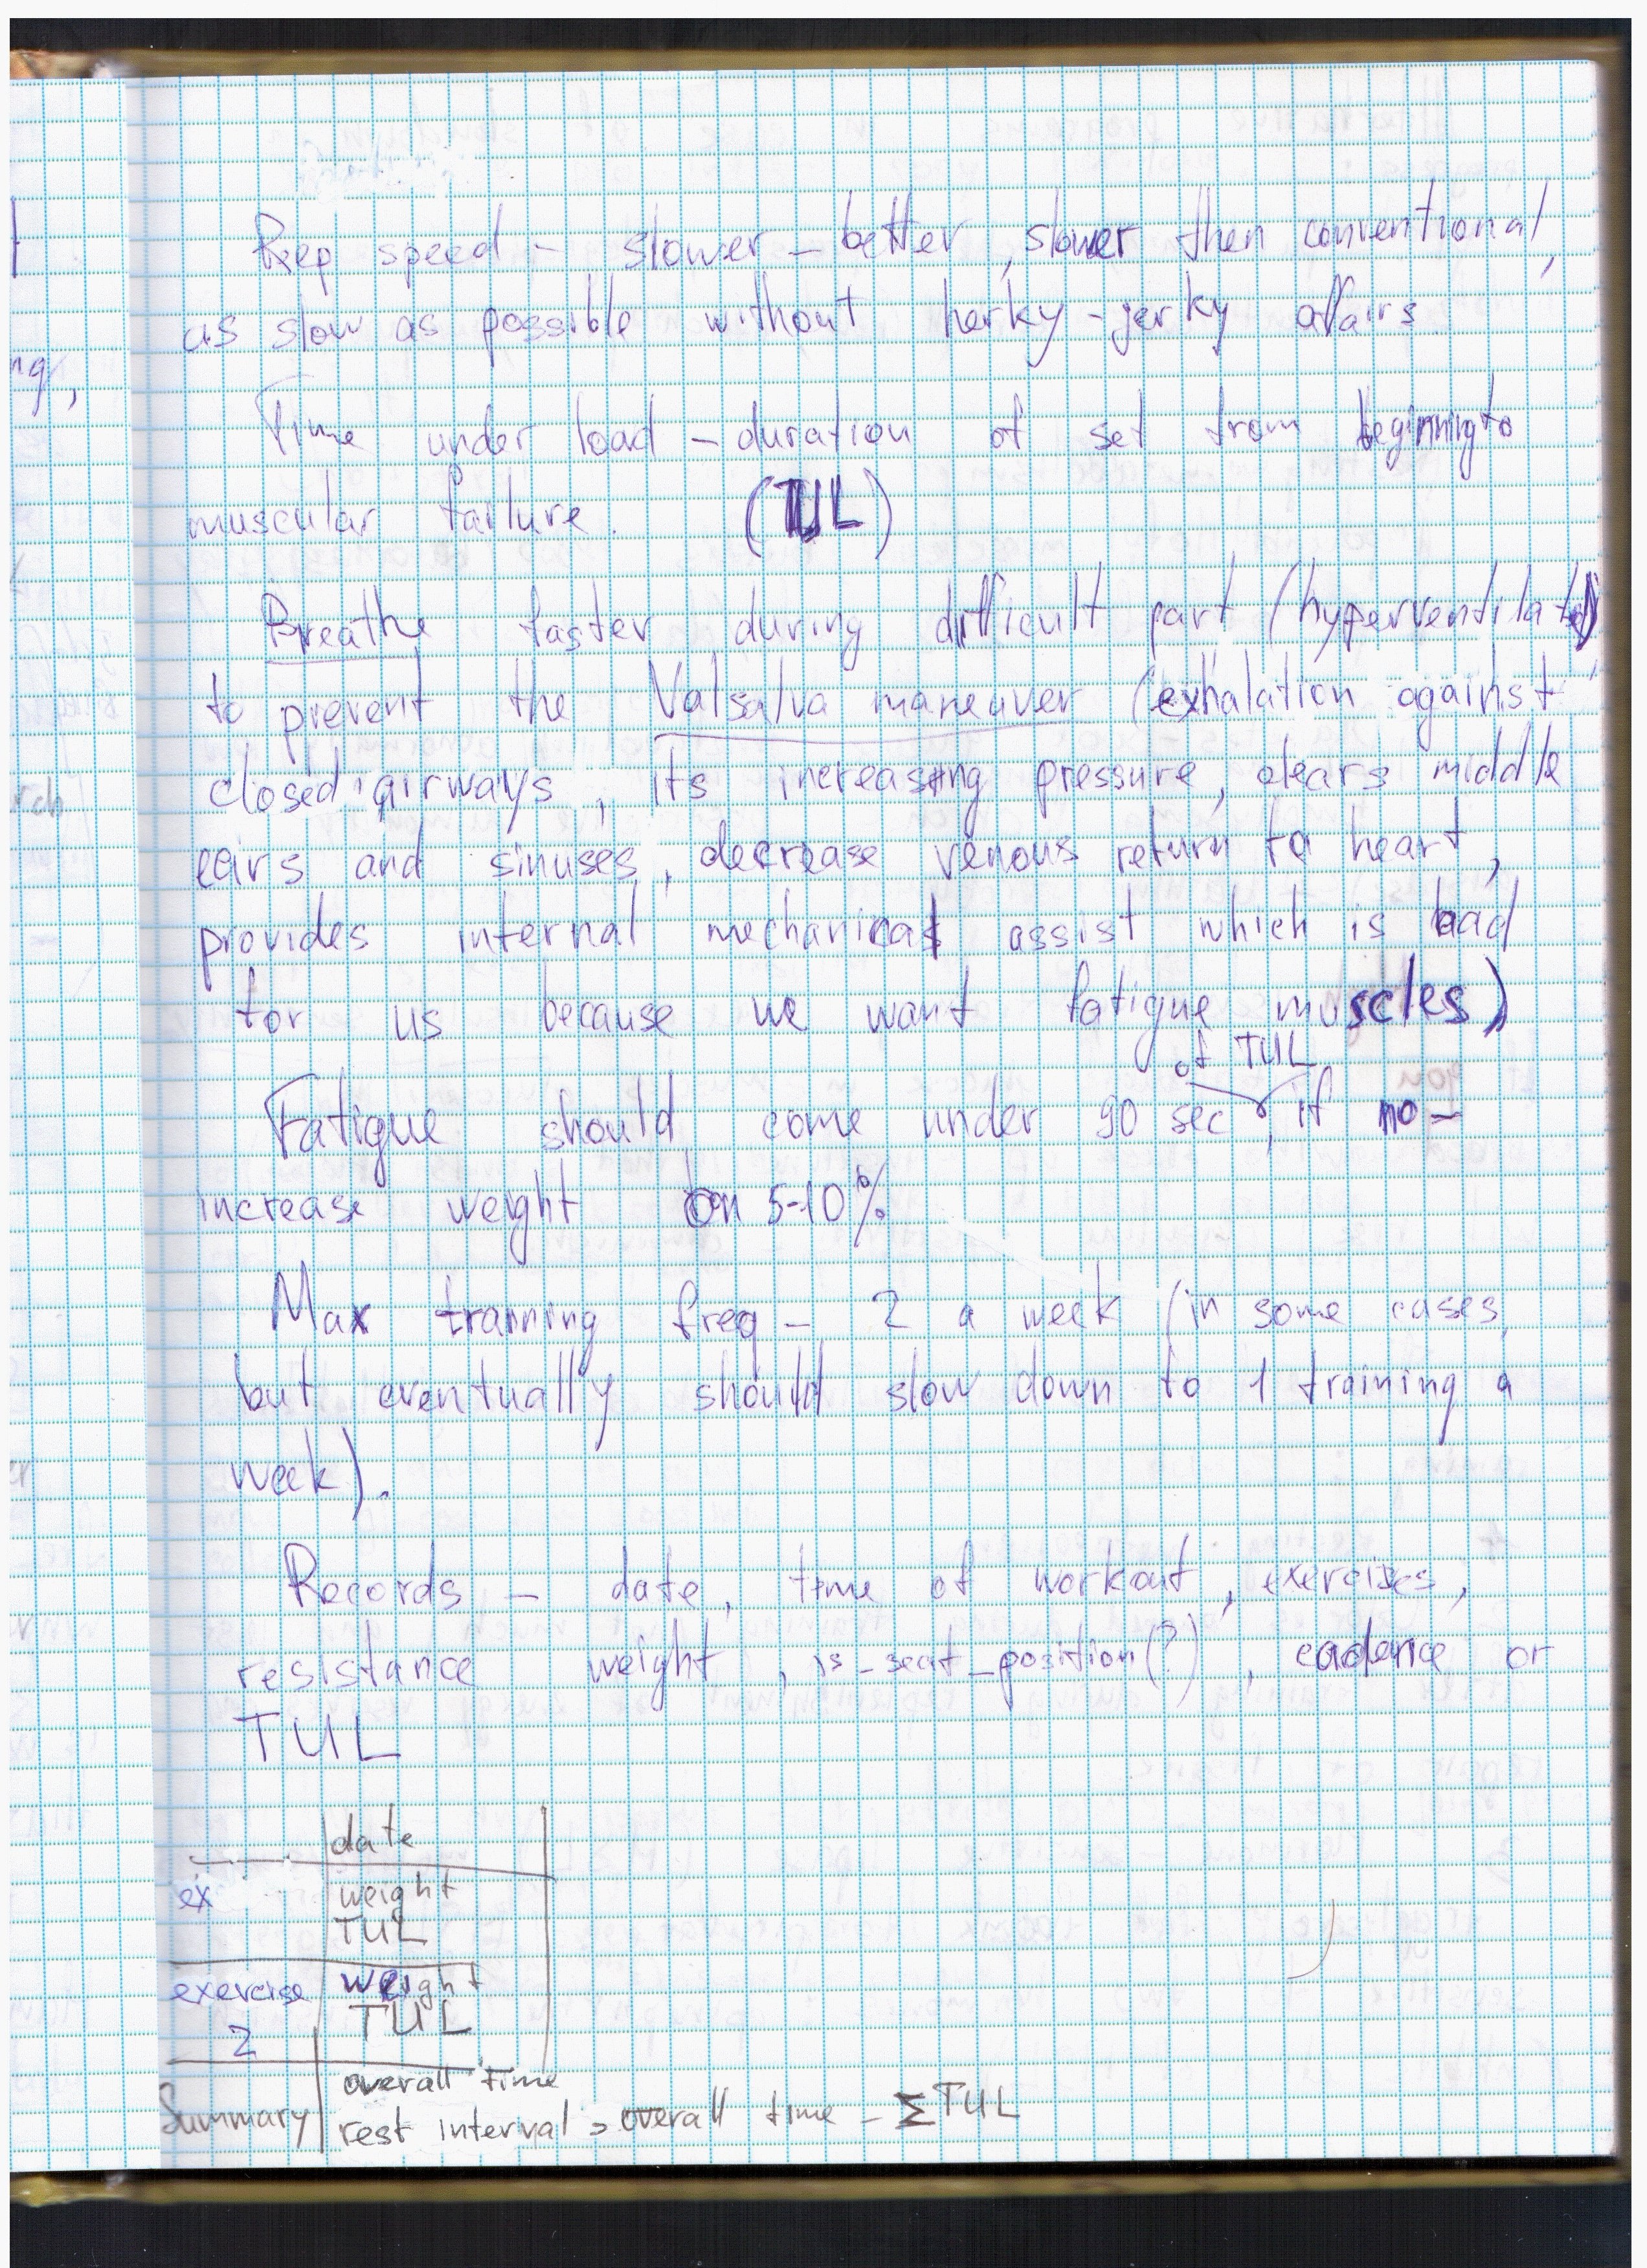 Rep speed - slower - better, slower then conventional,
as slow as possible without herky-jerky affairs
ng,
Time under load - duration of set from beginning to
muscular failure. (TUL)
Breathe faster during difficult part (hyperventilate)
to prevent the Valsalva maneuver (exhalation against
closed airways, its increasing pressure, clears middle
ears and sinuses, decrease venous return to heart,
provides internal mechanical assist which is bad
for us because we want fatigue muscles)
of TUL
Fatigue should come under 90 sec, if no -
increase weight on 5-10%
Max training freq - 2 a week (in some cases,
but eventually should slow down to 1 training a
week).
Records - date, time of workout, exercises,
resistance weight, is_seat_position(?), cadence or
TUL
date
ex weight
TUL
exercise weight
2 TUL
overall time
Summary rest interval = overall time - ΣTUL